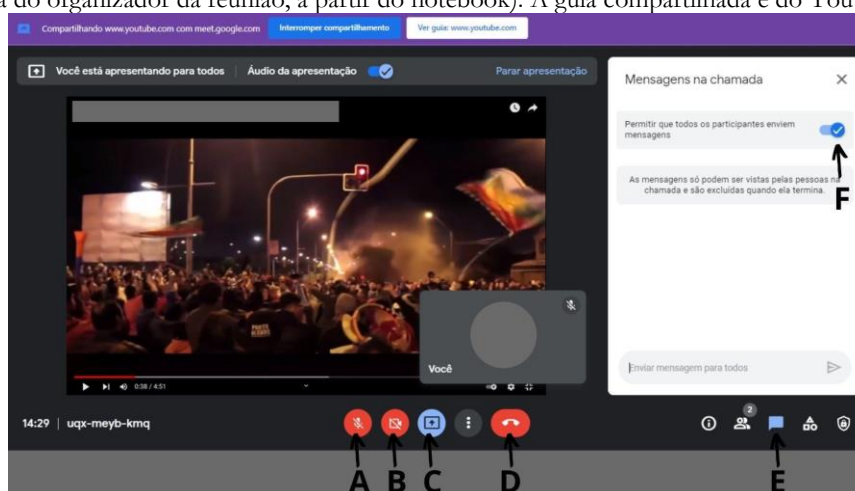 a do organizador da reunião, a partir do notebook). A guia compartilhada é do You
Compartilhando www.youtube.com com meet.google.com Interromper compartilhamento Ver guia: www.youtube.com
Você está apresentando para todos Áudio da apresentação Parar apresentação
Mensagens na chamada
Permitir que todos os participantes enviem
mensagens
As mensagens só podem ser vistas pelas pessoas na
chamada e são excluídas quando ela termina.
F
Você
0:38 / 4:51
Enviar mensagem para todos
14:29 | uqx-meyb-kmq
2
A B C D E